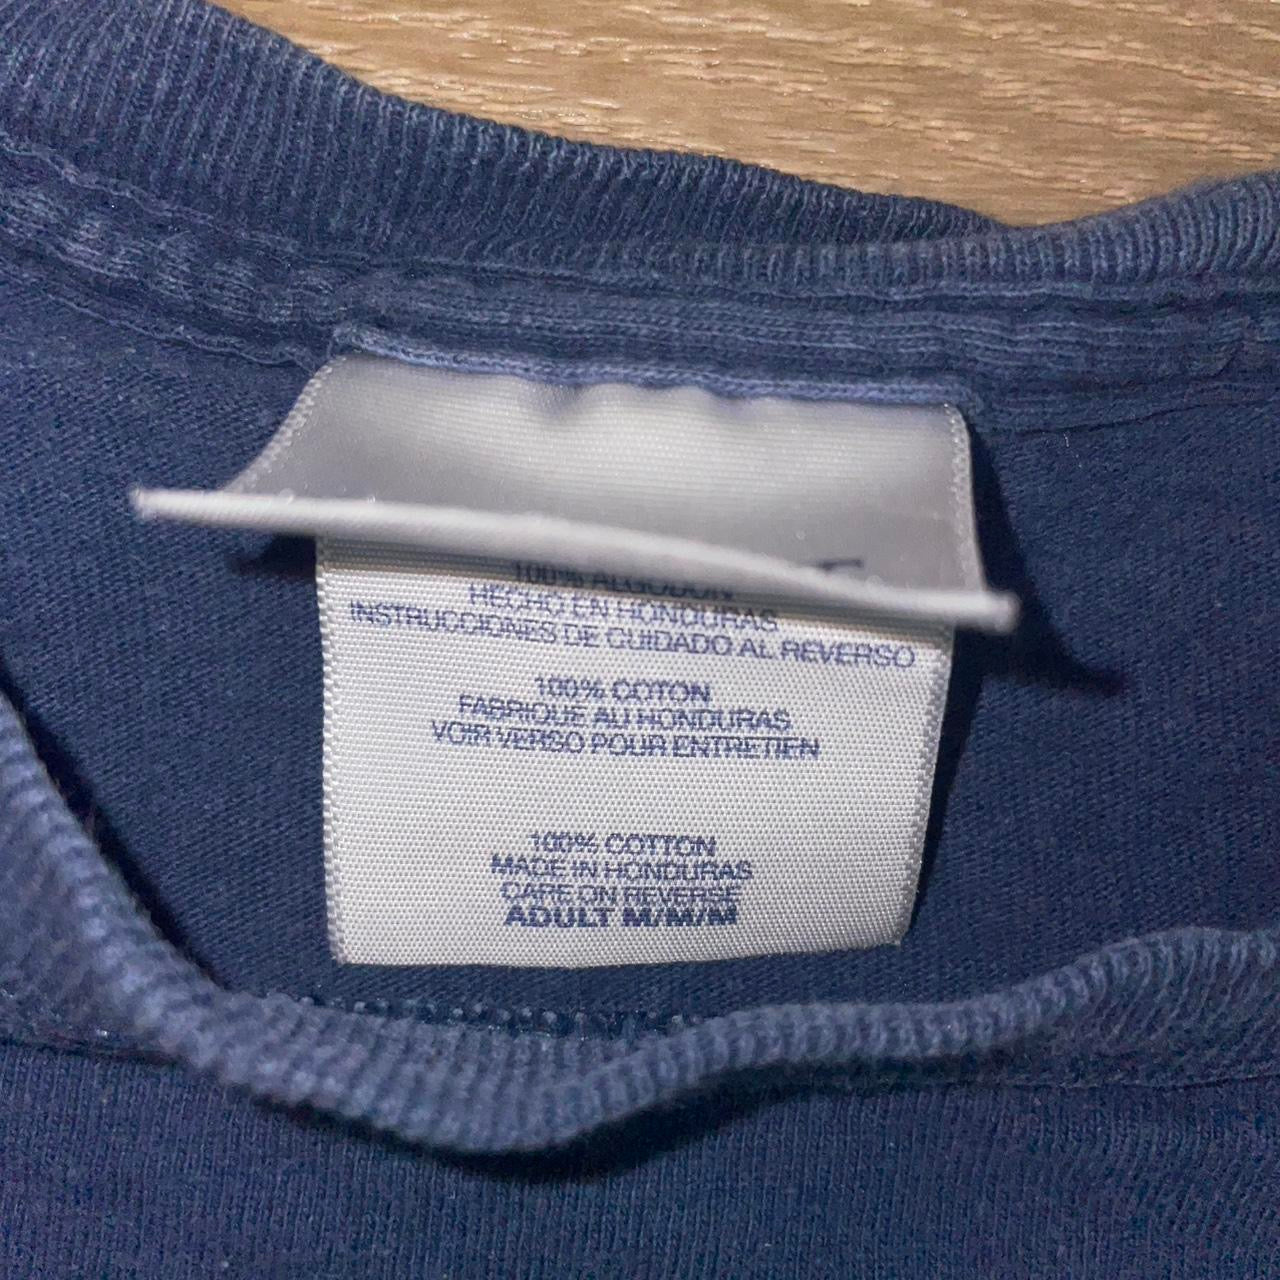 100% ALGODON
HECHO EN HONDURAS
INSTRUCCIONES DE CUIDADO AL REVERSO
100% COTON
FABRIQUE AU HONDURAS
VOIR VERSO POUR ENTRETIEN
100% COTTON
MADE IN HONDURAS
CARE ON REVERSE
ADULT M/M/M